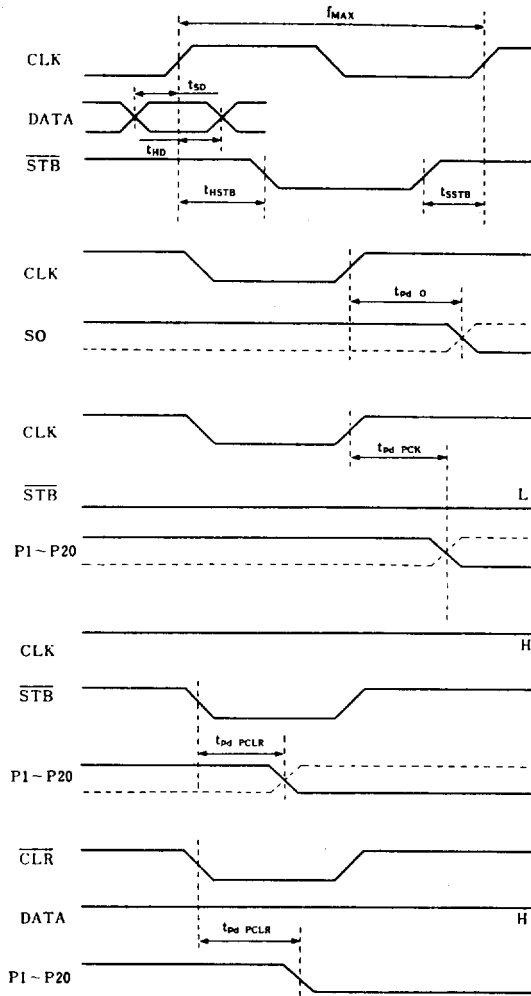 fMAX
CLK
tSD
DATA
tHD
STB
tHSTB
tSSTB
CLK
tPd O
SO
CLK
tPd PCK
STB
L
P1~P20
CLK
H
STB
tPd PCLR
P1~P20
CLR
DATA
H
tPd PCLR
P1~P20